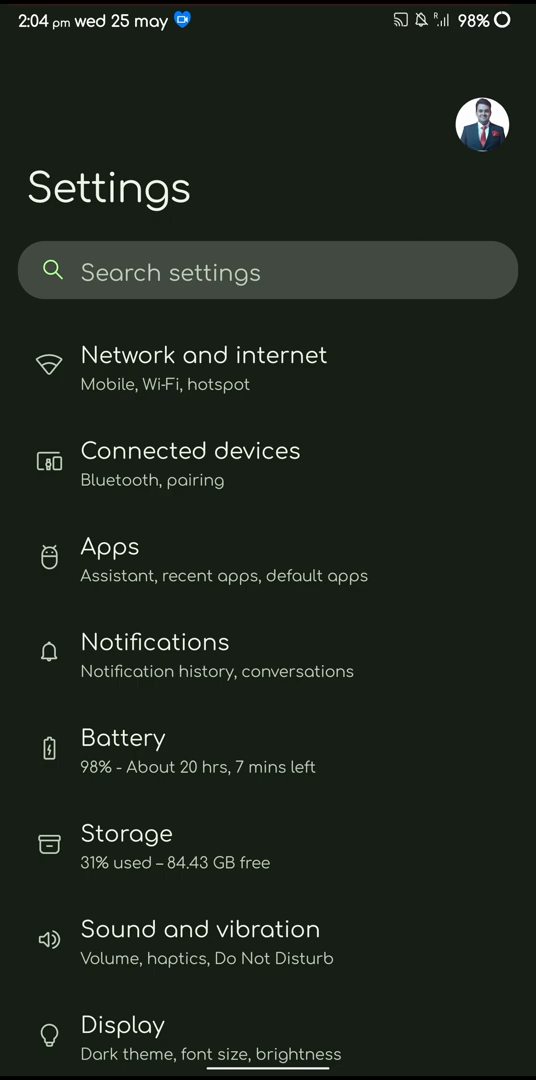 2:04 pm wed 25 may
R
98%
Settings
Search settings
Network and internet
Mobile, Wi-Fi, hotspot
Connected devices
Bluetooth, pairing
Apps
Assistant, recent apps, default apps
Notifications
Notification history, conversations
Battery
98% - About 20 hrs, 7 mins left
Storage
31% used – 84.43 GB free
Sound and vibration
Volume, haptics, Do Not Disturb
Display
Dark theme, font size, brightness